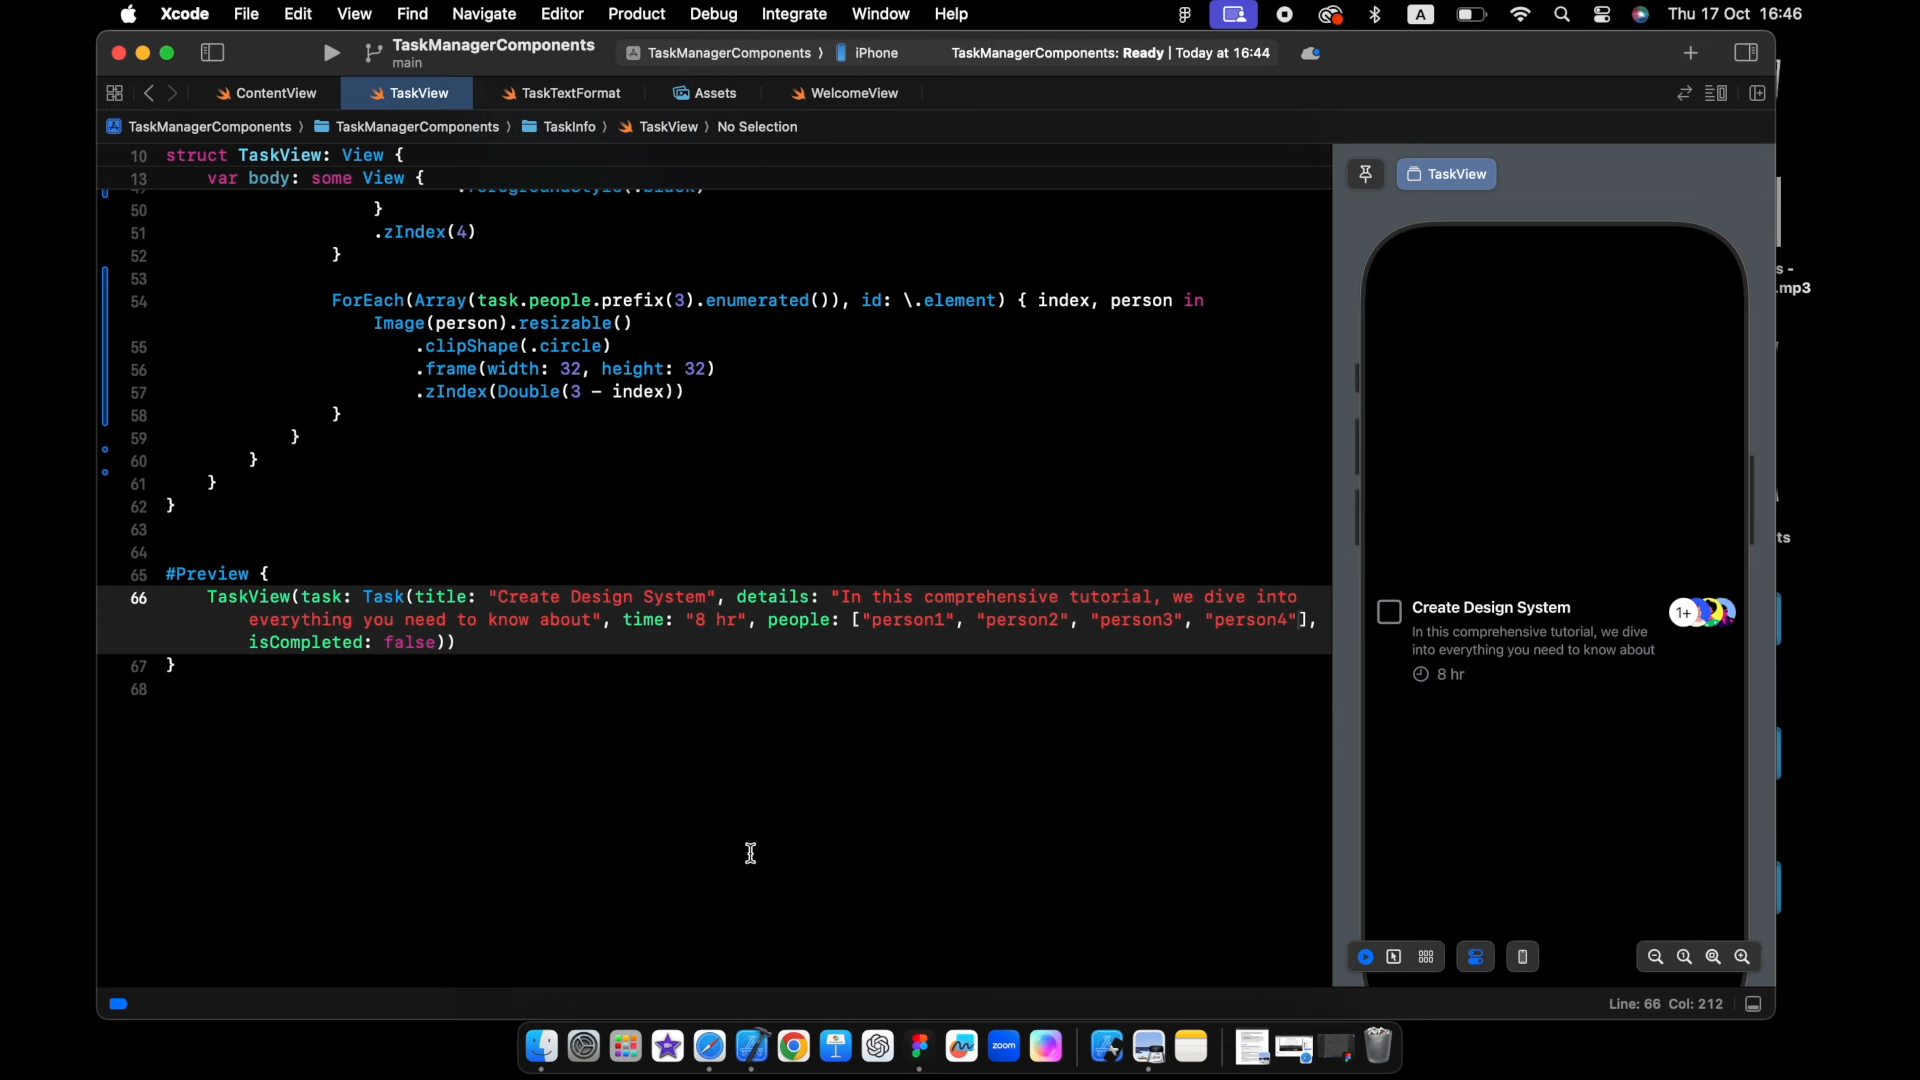 Xcode File Edit View Find Navigate Editor Product Debug Integrate Window Help A Thu 17 Oct 16:46
TaskManagerComponents
main
TaskManagerComponents 〉 iPhone
TaskManagerComponents: Ready | Today at 16:44
ContentView TaskView TaskTextFormat Assets WelcomeView
TaskManagerComponents 〉 TaskManagerComponents 〉 TaskInfo 〉 TaskView 〉 No Selection
10 struct TaskView: View {
13 var body: some View {
50 }
51 .zIndex(4)
52 }
53
54 ForEach(Array(task.people.prefix(3).enumerated()), id: \.element) { index, person in
Image(person).resizable()
55 .clipShape(.circle)
56 .frame(width: 32, height: 32)
57 .zIndex(Double(3 - index))
58 }
59 }
60 }
61 }
62 }
63
64
65 #Preview {
66 TaskView(task: Task(title: "Create Design System", details: "In this comprehensive tutorial, we dive into
everything you need to know about", time: "8 hr", people: ["person1", "person2", "person3", "person4"],
isCompleted: false))
67 }
68
TaskView
Create Design System
1+
In this comprehensive tutorial, we dive
into everything you need to know about
8 hr
s -
.mp3
ts
Line: 66 Col: 212
zoom